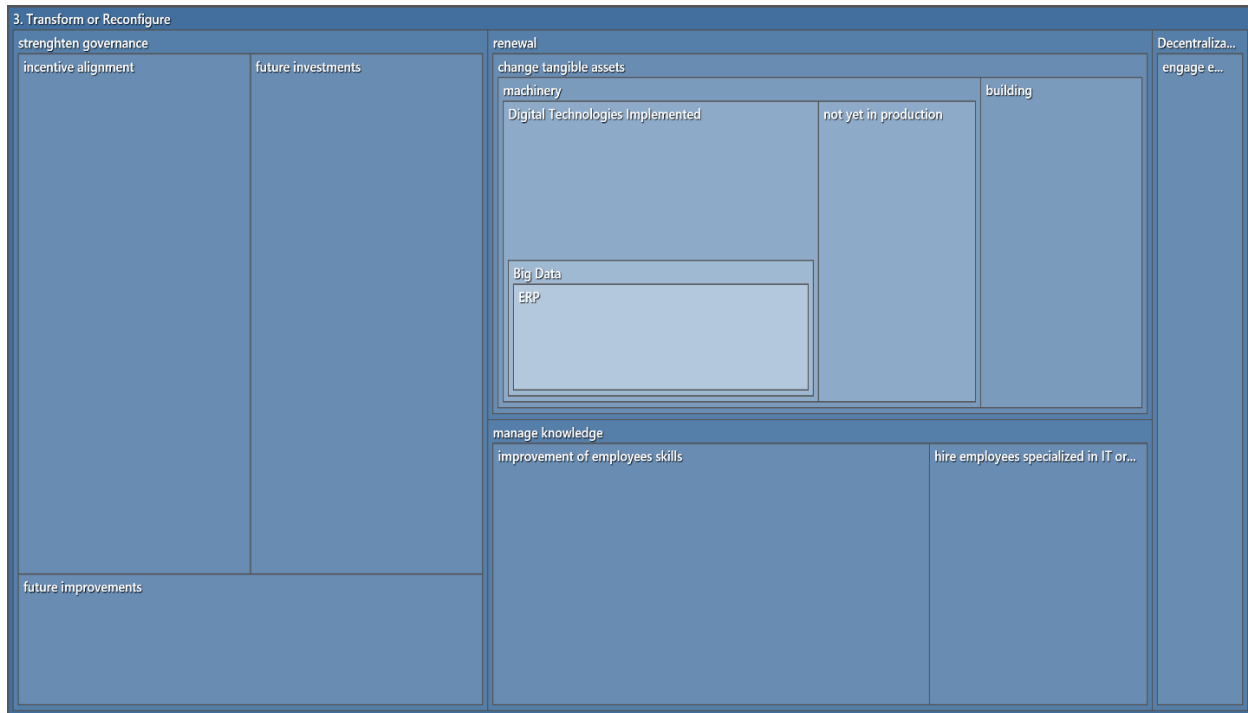 3. Transform or Reconfigure
strenghten governance
incentive alignment
future investments
future improvements
renewal
change tangible assets
machinery
Digital Technologies Implemented
Big Data
ERP
not yet in production
building
manage knowledge
improvement of employees skills
hire employees specialized in IT or...
Decentraliza...
engage e...